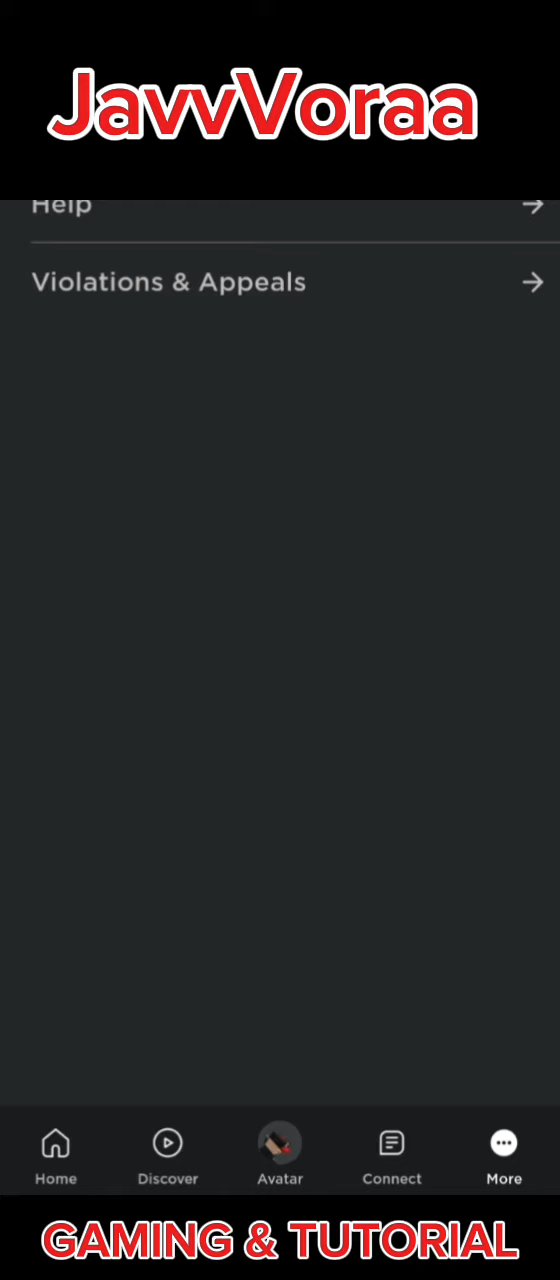 JavvVoraa
Help
Violations & Appeals
Home
Discover
Avatar
Connect
More
GAMING & TUTORIAL